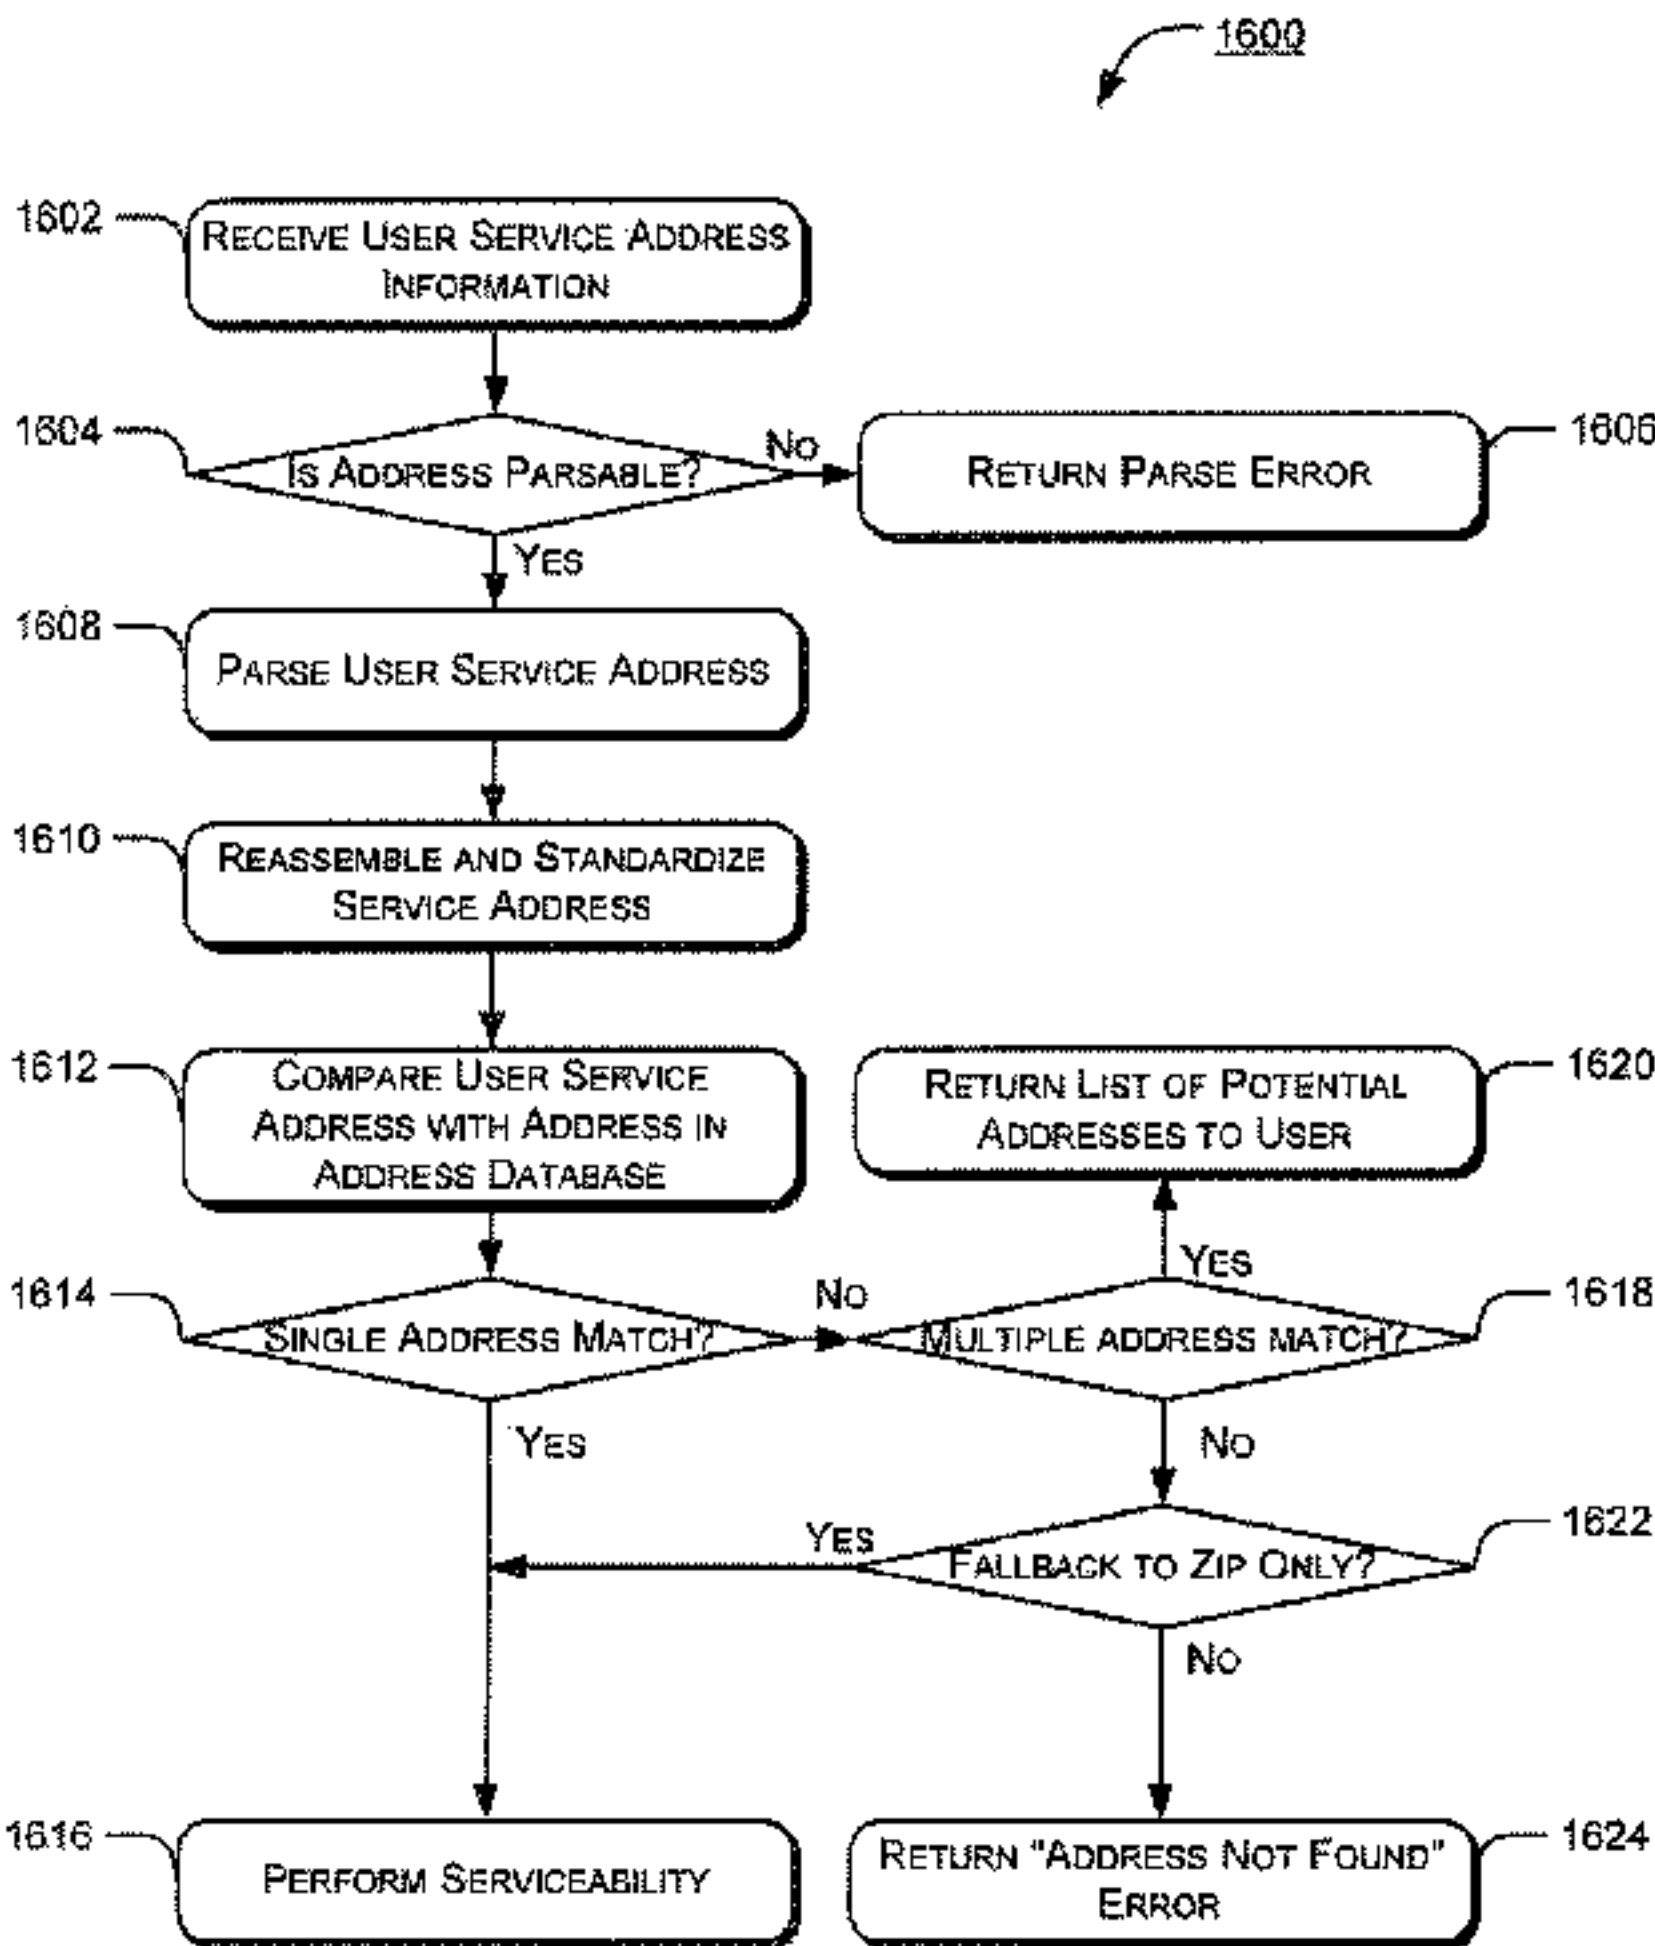 1600
1602
RECEIVE USER SERVICE ADDRESS
INFORMATION
1604
IS ADDRESS PARSABLE?
NO
RETURN PARSE ERROR
1606
YES
1608
PARSE USER SERVICE ADDRESS
1610
REASSEMBLE AND STANDARDIZE
SERVICE ADDRESS
1612
COMPARE USER SERVICE
ADDRESS WITH ADDRESS IN
ADDRESS DATABASE
RETURN LIST OF POTENTIAL
ADDRESSES TO USER
1620
YES
1614
SINGLE ADDRESS MATCH?
NO
MULTIPLE ADDRESS MATCH?
1618
YES
NO
YES
FALLBACK TO ZIP ONLY?
1622
NO
1616
PERFORM SERVICEABILITY
RETURN "ADDRESS NOT FOUND"
ERROR
1624